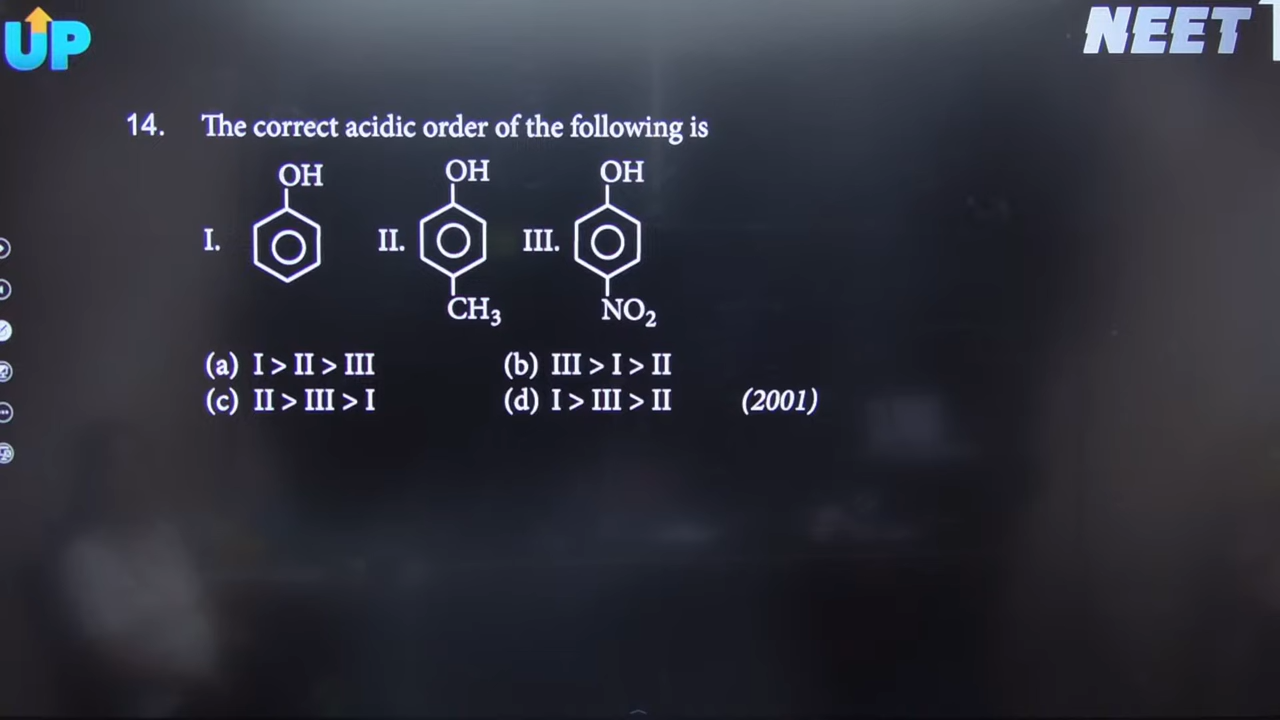 UP
NEET
14. The correct acidic order of the following is
OH OH OH
I. II. III.
CH₃ NO₂
(a) I > II > III (b) III > I > II
(c) II > III > I (d) I > III > II (2001)